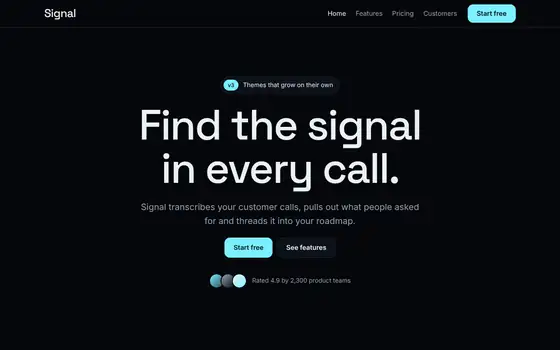 Signal
Home Features Pricing Customers Start free
v3 Themes that grow on their own
Find the signal
in every call.
Signal transcribes your customer calls, pulls out what people asked
for and threads it into your roadmap.
Start free See features
Rated 4.9 by 2,300 product teams